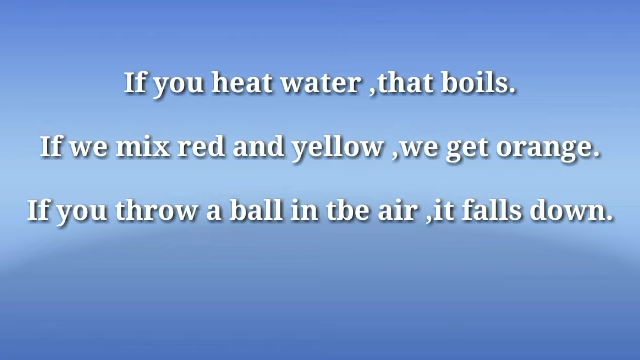 If you heat water ,that boils.
If we mix red and yellow ,we get orange.
If you throw a ball in tbe air ,it falls down.